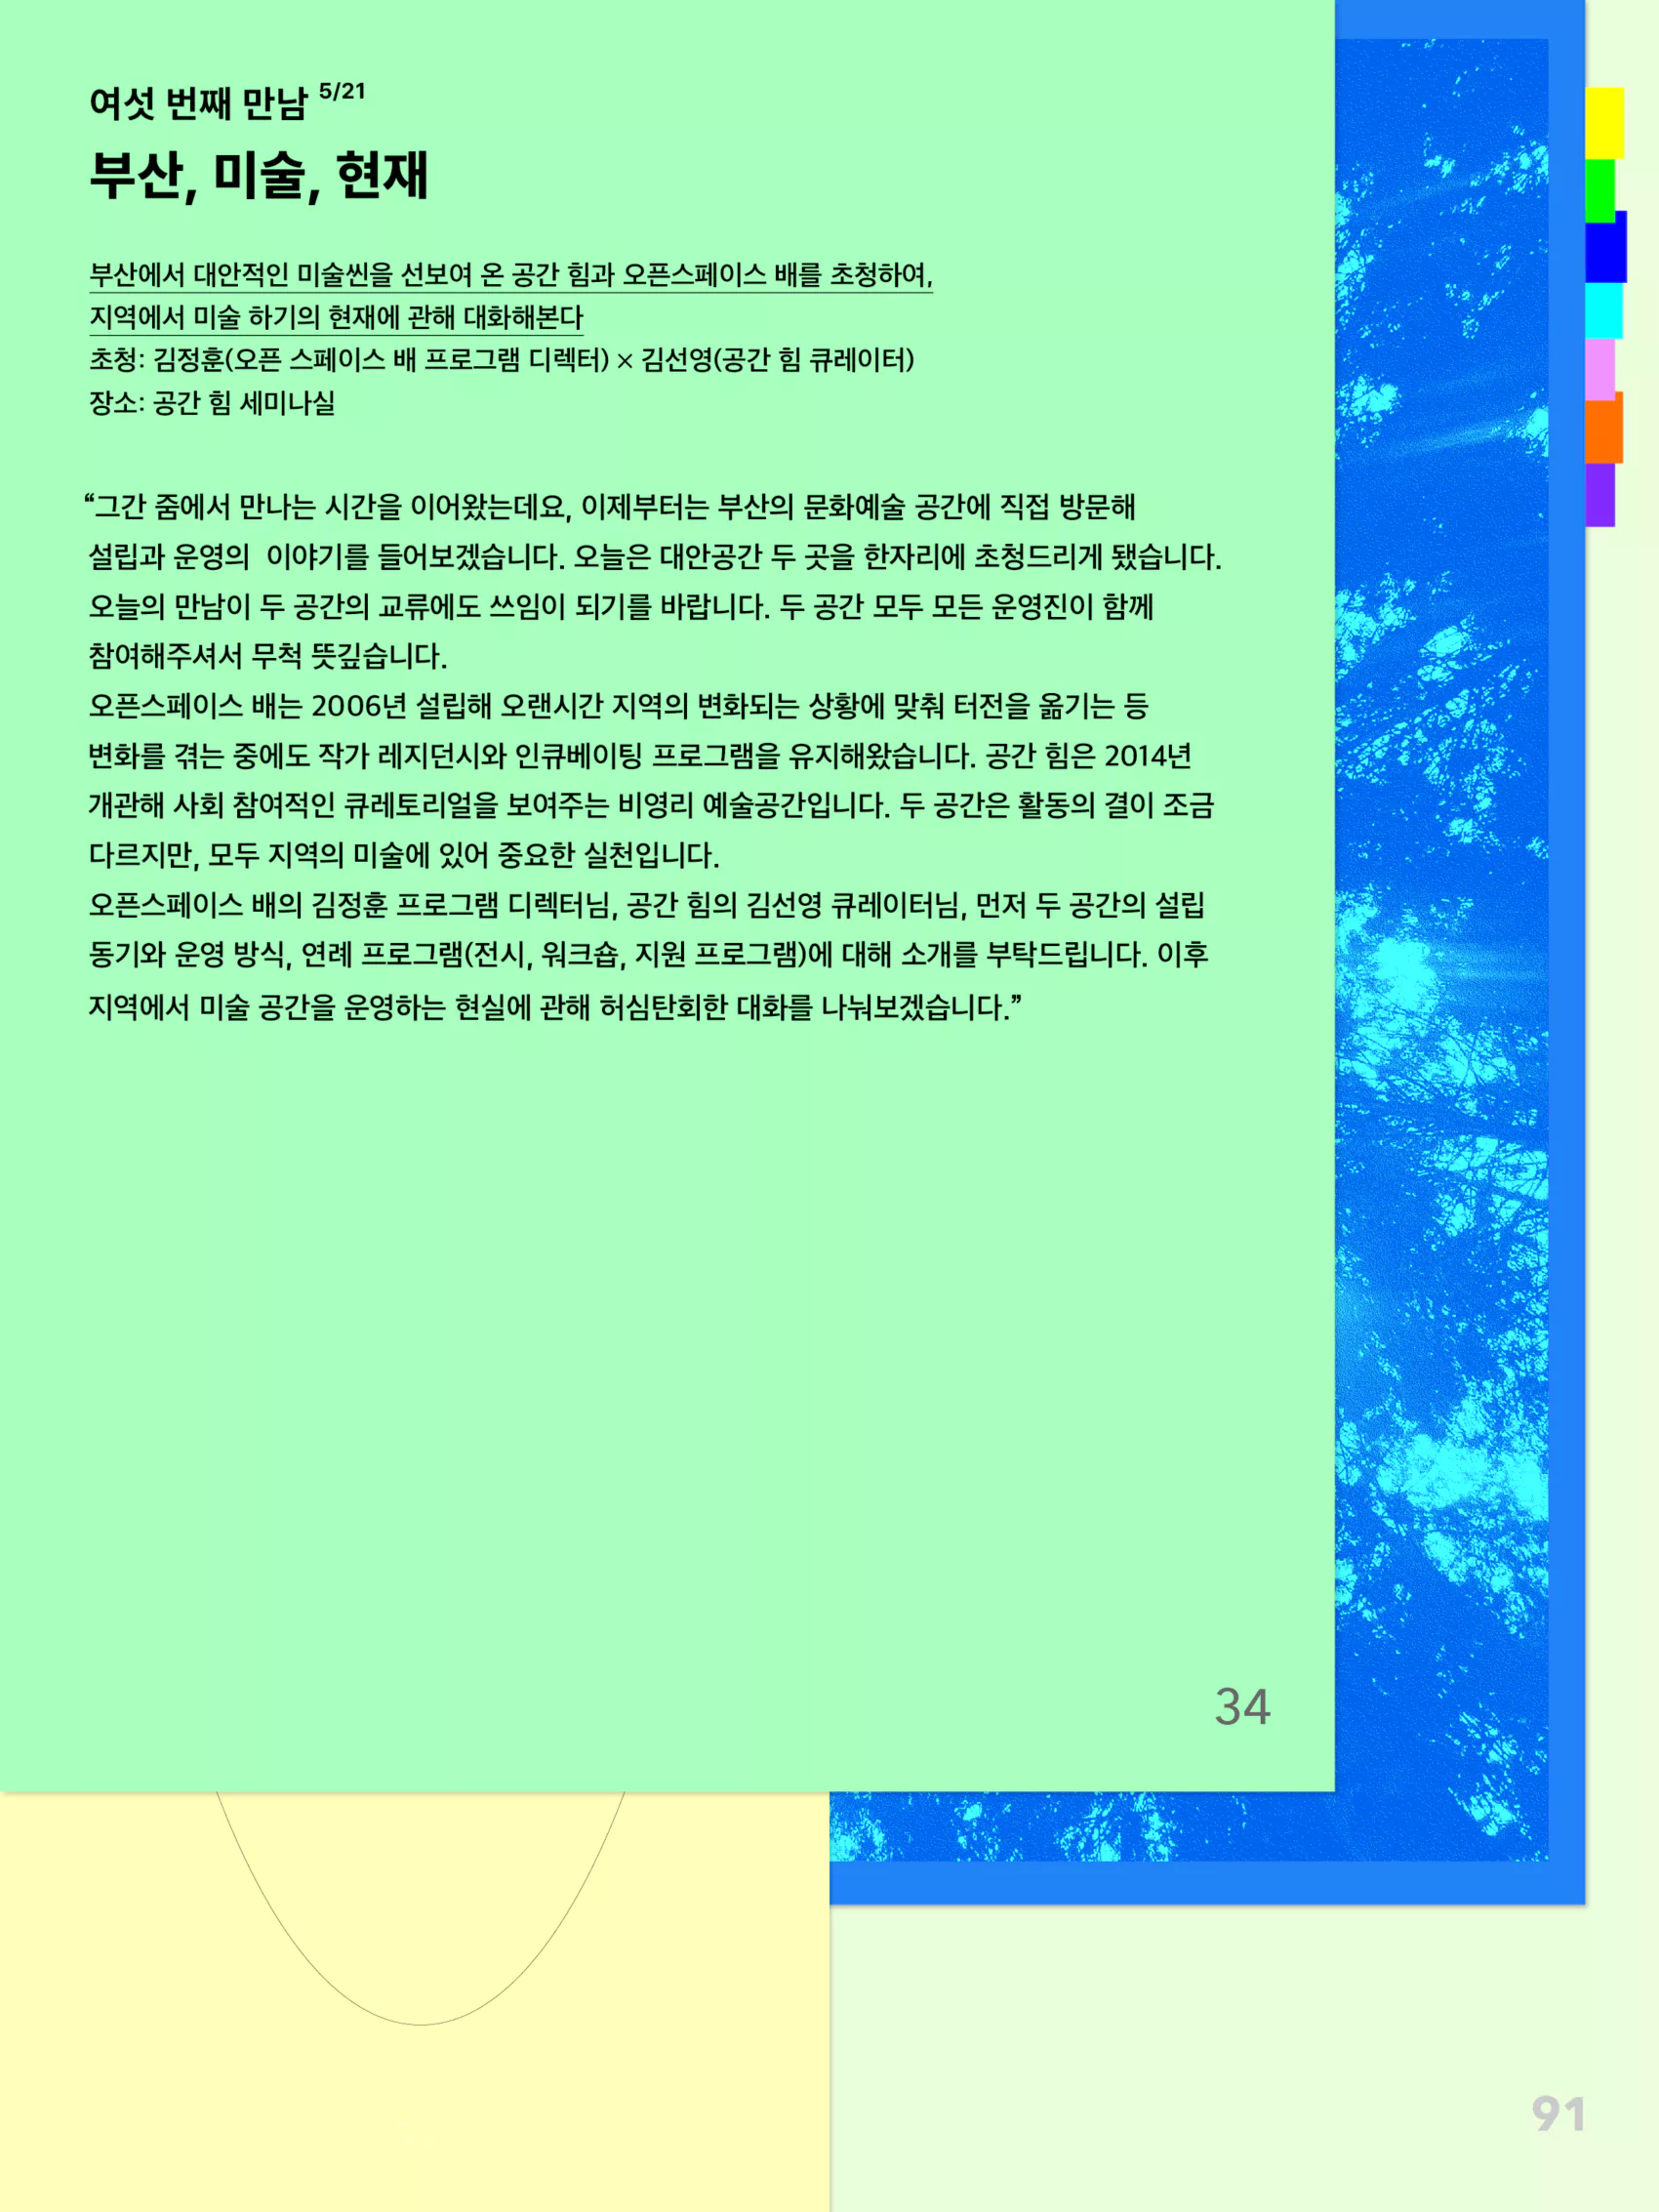 여섯 번째 만남 5/21
부산, 미술, 현재
부산에서 대안적인 미술씬을 선보여 온 공간 힘과 오픈스페이스 배를 초청하여,
지역에서 미술 하기의 현재에 관해 대화해본다
초청: 김정훈(오픈 스페이스 배 프로그램 디렉터) × 김선영(공간 힘 큐레이터)
장소: 공간 힘 세미나실
“그간 줌에서 만나는 시간을 이어왔는데요, 이제부터는 부산의 문화예술 공간에 직접 방문해
설립과 운영의  이야기를 들어보겠습니다. 오늘은 대안공간 두 곳을 한자리에 초청드리게 됐습니다.
오늘의 만남이 두 공간의 교류에도 쓰임이 되기를 바랍니다. 두 공간 모두 모든 운영진이 함께
참여해주셔서 무척 뜻깊습니다.
오픈스페이스 배는 2006년 설립해 오랜시간 지역의 변화되는 상황에 맞춰 터전을 옮기는 등
변화를 겪는 중에도 작가 레지던시와 인큐베이팅 프로그램을 유지해왔습니다. 공간 힘은 2014년
개관해 사회 참여적인 큐레토리얼을 보여주는 비영리 예술공간입니다. 두 공간은 활동의 결이 조금
다르지만, 모두 지역의 미술에 있어 중요한 실천입니다.
오픈스페이스 배의 김정훈 프로그램 디렉터님, 공간 힘의 김선영 큐레이터님, 먼저 두 공간의 설립
동기와 운영 방식, 연례 프로그램(전시, 워크숍, 지원 프로그램)에 대해 소개를 부탁드립니다. 이후
지역에서 미술 공간을 운영하는 현실에 관해 허심탄회한 대화를 나눠보겠습니다.”
34
91